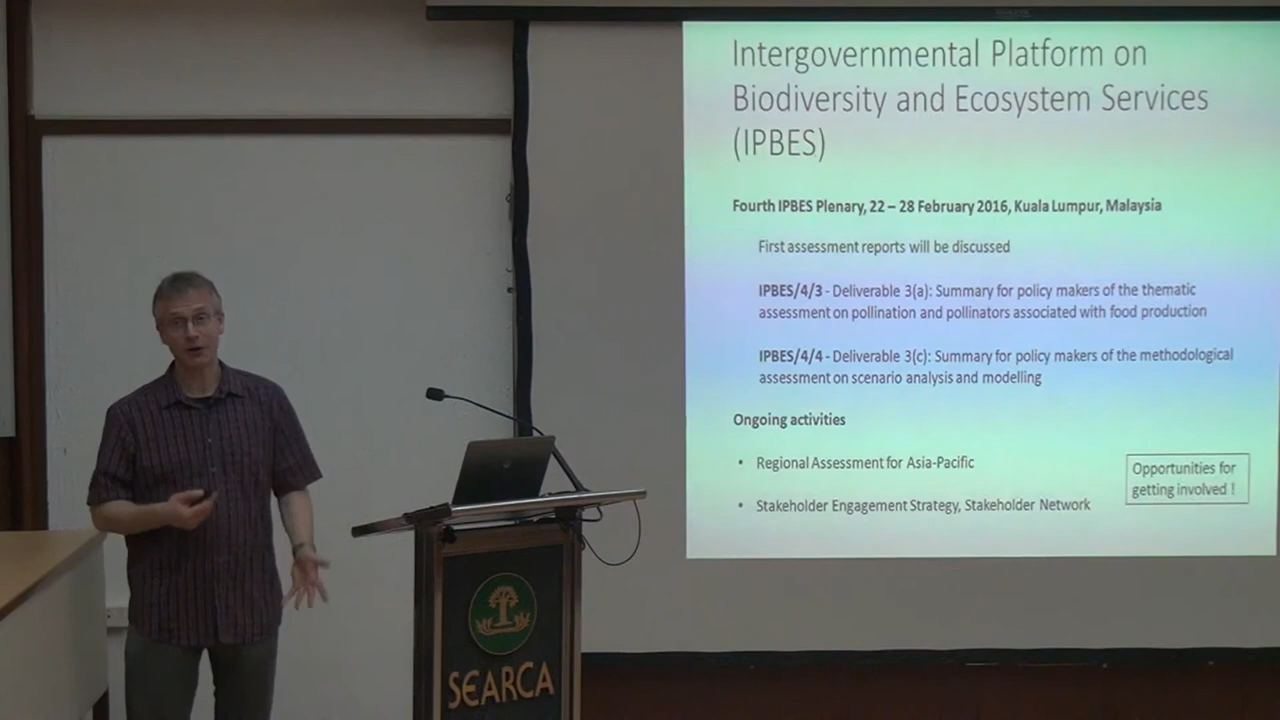 Intergovernmental Platform on
Biodiversity and Ecosystem Services
(IPBES)
Fourth IPBES Plenary, 22 – 28 February 2016, Kuala Lumpur, Malaysia
First assessment reports will be discussed
IPBES/4/3 - Deliverable 3(a): Summary for policy makers of the thematic
assessment on pollination and pollinators associated with food production
IPBES/4/4 - Deliverable 3(c): Summary for policy makers of the methodological
assessment on scenario analysis and modelling
Ongoing activities
• Regional Assessment for Asia-Pacific
• Stakeholder Engagement Strategy, Stakeholder Network
Opportunities for
getting involved !
SEARCA